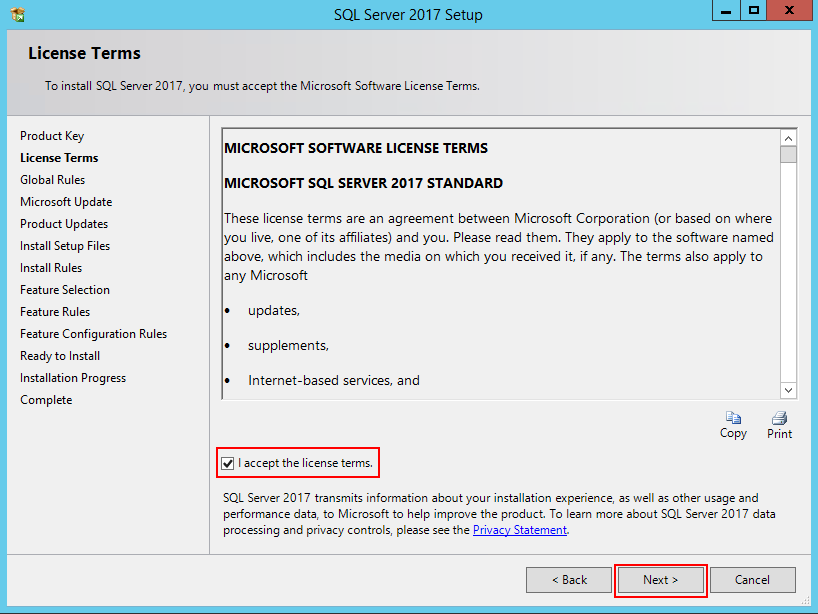 SQL Server 2017 Setup
License Terms
To install SQL Server 2017, you must accept the Microsoft Software License Terms.
Product Key
License Terms
Global Rules
Microsoft Update
Product Updates
Install Setup Files
Install Rules
Feature Selection
Feature Rules
Feature Configuration Rules
Ready to Install
Installation Progress
Complete
MICROSOFT SOFTWARE LICENSE TERMS
MICROSOFT SQL SERVER 2017 STANDARD
These license terms are an agreement between Microsoft Corporation (or based on where
you live, one of its affiliates) and you. Please read them. They apply to the software named
above, which includes the media on which you received it, if any. The terms also apply to
any Microsoft
• updates,
• supplements,
• Internet-based services, and
Copy
Print
I accept the license terms.
SQL Server 2017 transmits information about your installation experience, as well as other usage and
performance data, to Microsoft to help improve the product. To learn more about SQL Server 2017 data
processing and privacy controls, please see the Privacy Statement.
< Back
Next >
Cancel